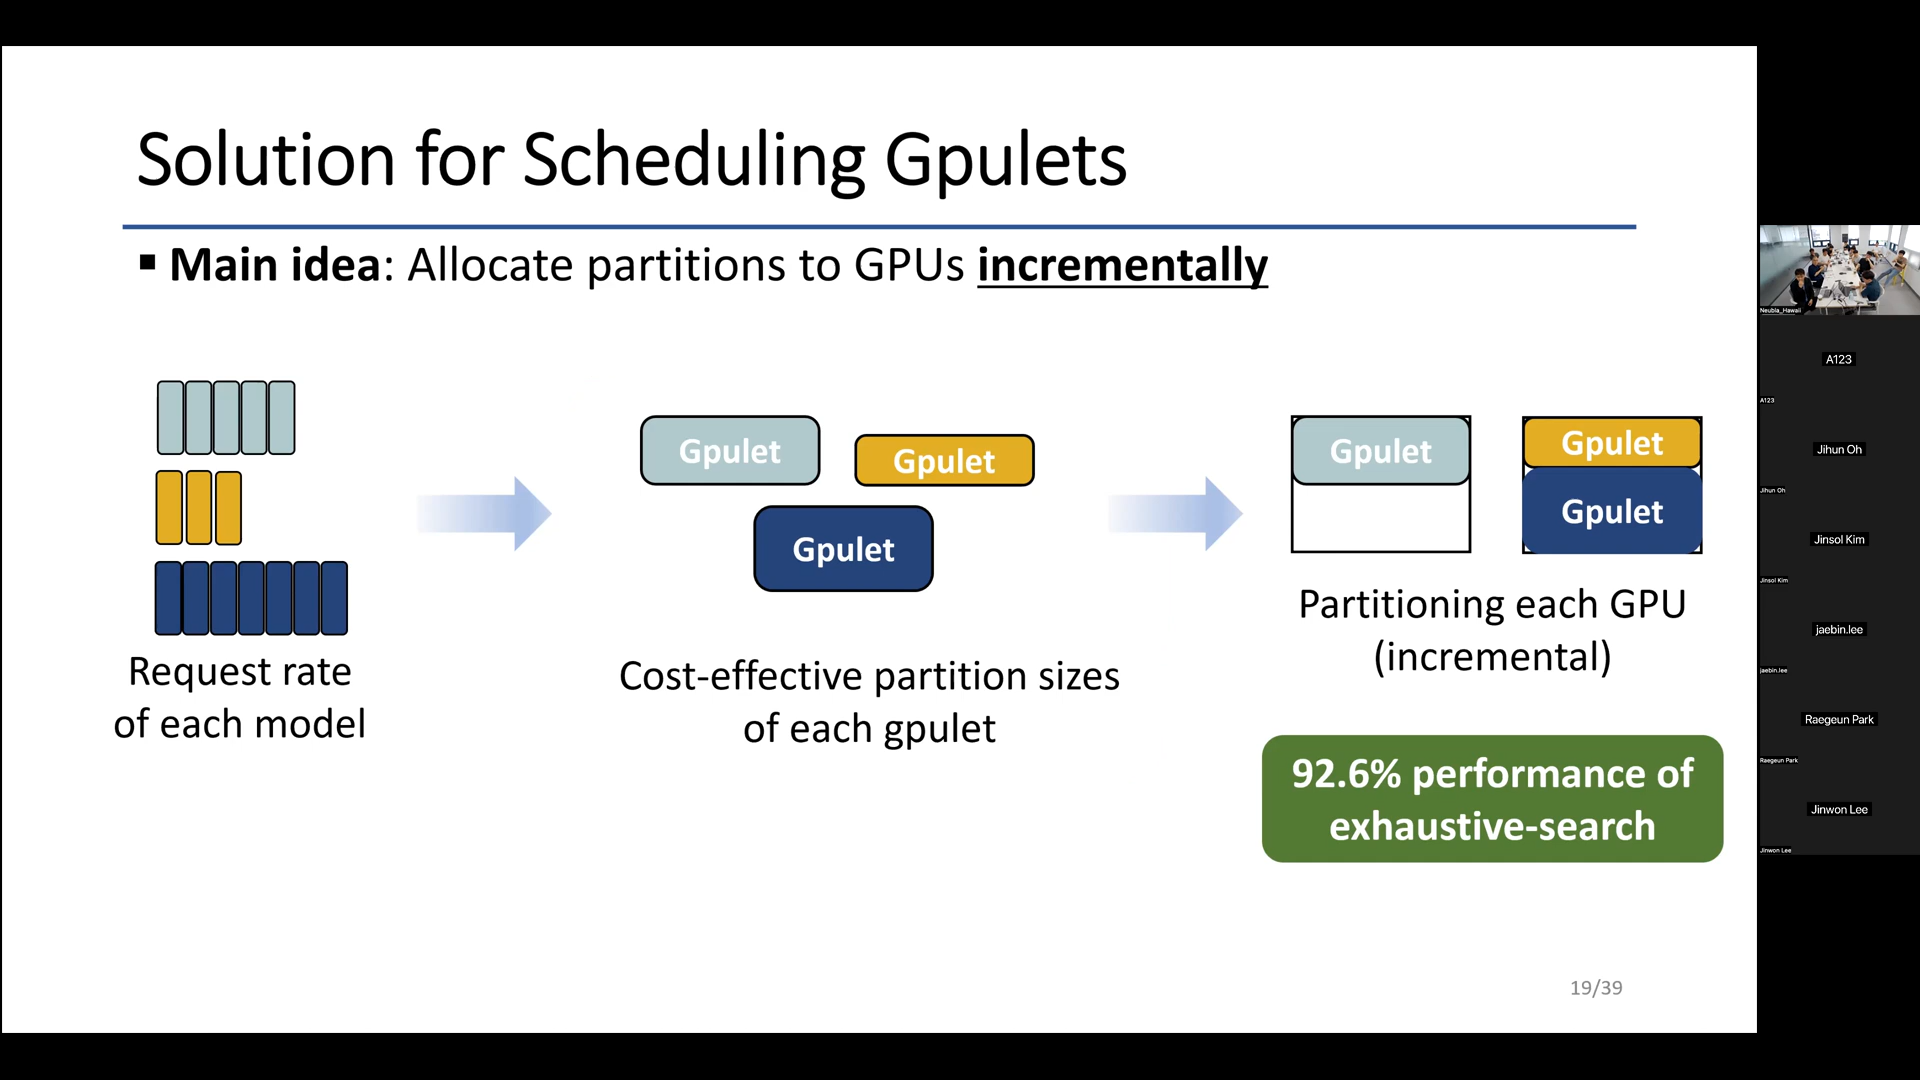 Solution for Scheduling Gpulets
▪ Main idea: Allocate partitions to GPUs incrementally
Gpulet
Gpulet
Gpulet
Gpulet
Gpulet
Gpulet
Request rate
of each model
Cost-effective partition sizes
of each gpulet
Partitioning each GPU
(incremental)
92.6% performance of
exhaustive-search
19/39
Neubla_Hawaii
A123
A123
Jihun Oh
Jihun Oh
Jinsol Kim
Jinsol Kim
jaebin.lee
jaebin.lee
Raegeun Park
Raegeun Park
Jinwon Lee
Jinwon Lee